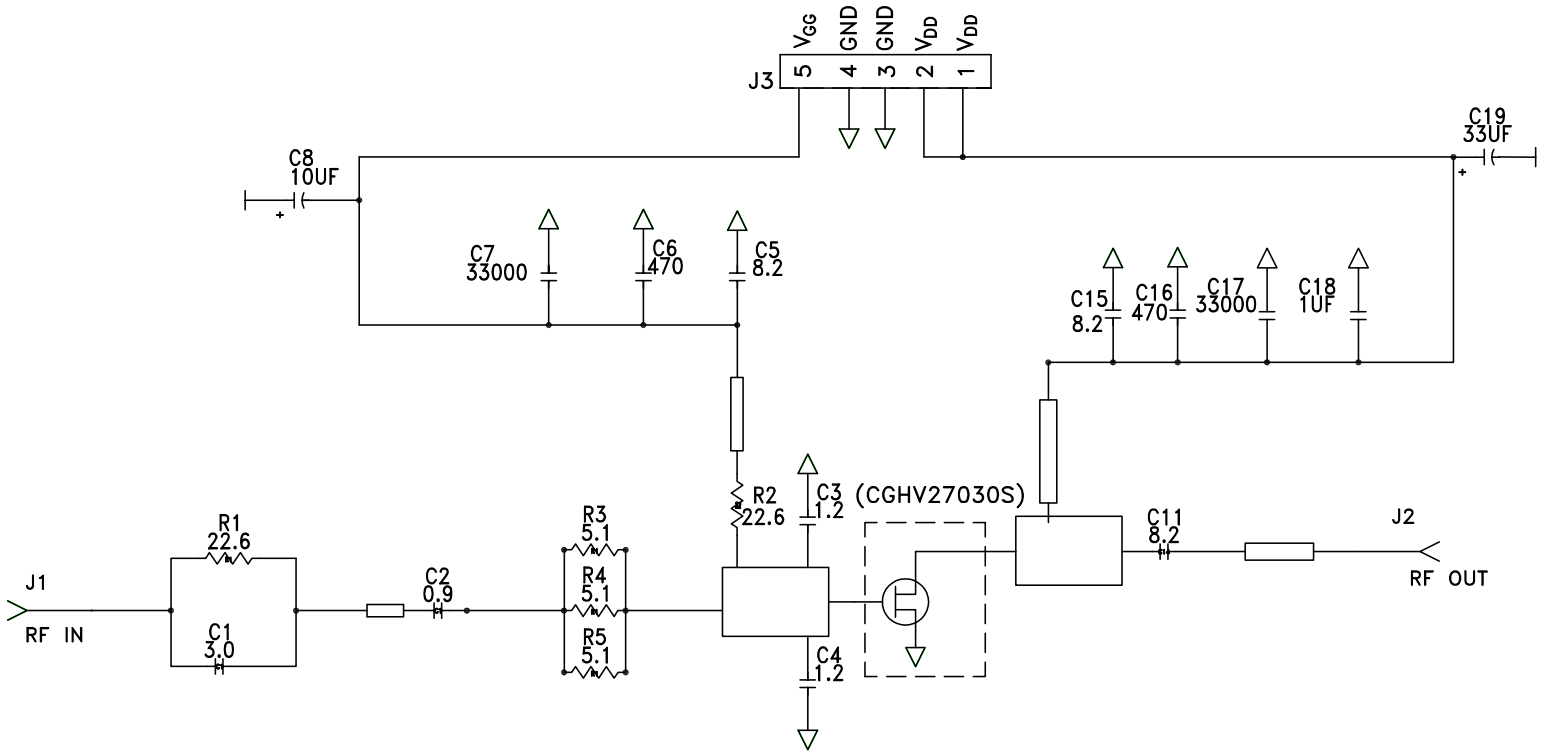 VGG
GND
GND
VDD
VDD
J3
5
4
3
2
1
C8
10UF
+
C19
33UF
+
C7
33000
C6
470
C5
8.2
C15
8.2
C16
470
C17
33000
C18
1UF
R2
22.6
C3
1.2
(CGHV27030S)
C11
8.2
J2
RF OUT
J1
RF IN
R1
22.6
C1
3.0
C2
0.9
R3
5.1
R4
5.1
R5
5.1
C4
1.2